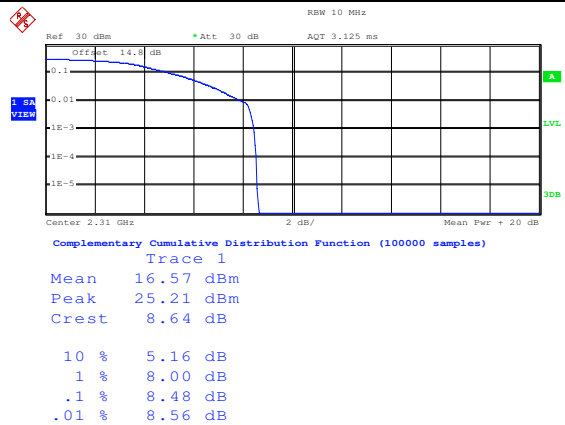 RBW 10 MHz
Ref 30 dBm * Att 30 dB AQT 3.125 ms
Offset 14.8 dB
0.1
A
1 SA
VIEW
0.01
LVL
1E-3
1E-4
1E-5
3DB
Center 2.31 GHz 2 dB/ Mean Pwr + 20 dB
Complementary Cumulative Distribution Function (100000 samples)
Trace 1
Mean 16.57 dBm
Peak 25.21 dBm
Crest 8.64 dB
10 % 5.16 dB
1 % 8.00 dB
.1 % 8.48 dB
.01 % 8.56 dB